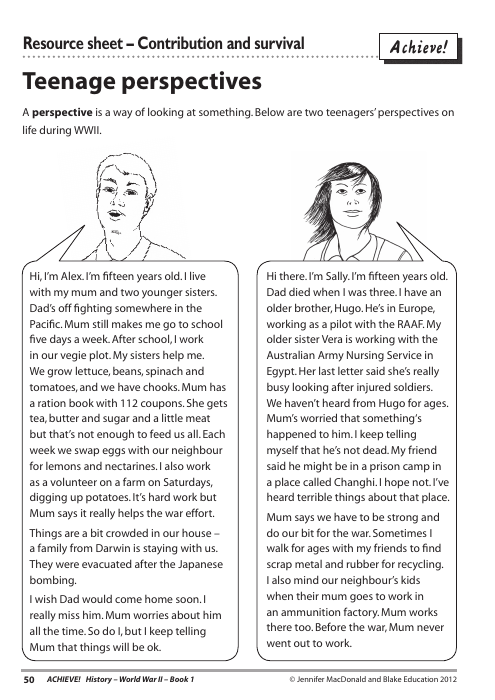 Resource sheet – Contribution and survival
Achieve!
Teenage perspectives
A perspective is a way of looking at something. Below are two teenagers' perspectives on
life during WWII.
Hi, I'm Alex. I'm fifteen years old. I live
with my mum and two younger sisters.
Dad's off fighting somewhere in the
Pacific. Mum still makes me go to school
five days a week. After school, I work
in our vegie plot. My sisters help me.
We grow lettuce, beans, spinach and
tomatoes, and we have chooks. Mum has
a ration book with 112 coupons. She gets
tea, butter and sugar and a little meat
but that's not enough to feed us all. Each
week we swap eggs with our neighbour
for lemons and nectarines. I also work
as a volunteer on a farm on Saturdays,
digging up potatoes. It's hard work but
Mum says it really helps the war effort.
Things are a bit crowded in our house –
a family from Darwin is staying with us.
They were evacuated after the Japanese
bombing.
I wish Dad would come home soon. I
really miss him. Mum worries about him
all the time. So do I, but I keep telling
Mum that things will be ok.
Hi there. I'm Sally. I'm fifteen years old.
Dad died when I was three. I have an
older brother, Hugo. He's in Europe,
working as a pilot with the RAAF. My
older sister Vera is working with the
Australian Army Nursing Service in
Egypt. Her last letter said she's really
busy looking after injured soldiers.
We haven't heard from Hugo for ages.
Mum's worried that something's
happened to him. I keep telling
myself that he's not dead. My friend
said he might be in a prison camp in
a place called Changhi. I hope not. I've
heard terrible things about that place.
Mum says we have to be strong and
do our bit for the war. Sometimes I
walk for ages with my friends to find
scrap metal and rubber for recycling.
I also mind our neighbour's kids
when their mum goes to work in
an ammunition factory. Mum works
there too. Before the war, Mum never
went out to work.
50 ACHIEVE! History – World War II – Book 1
© Jennifer MacDonald and Blake Education 2012